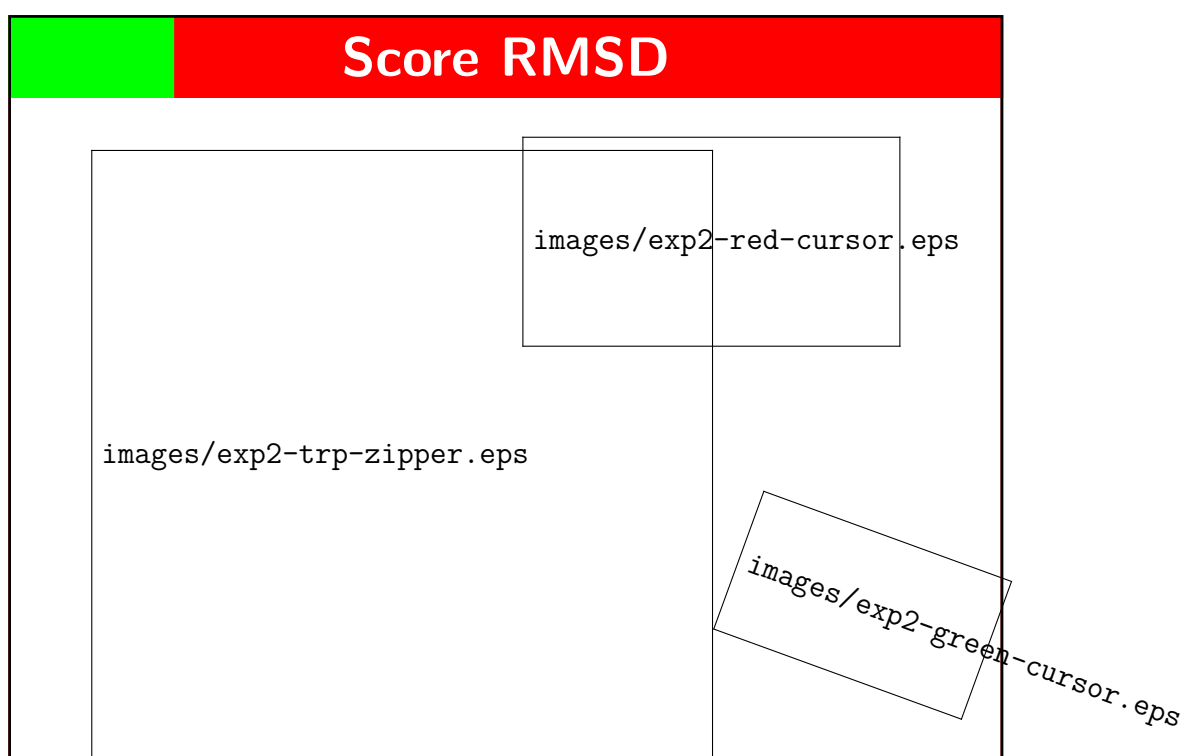 Score RMSD
images/exp2-red-cursor.eps
images/exp2-trp-zipper.eps
images/exp2-green-cursor.eps